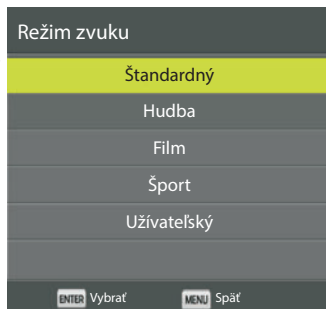 Režim zvuku
Štandardný
Hudba
Film
Šport
Užívateľský
ENTER Vybrať MENU Späť